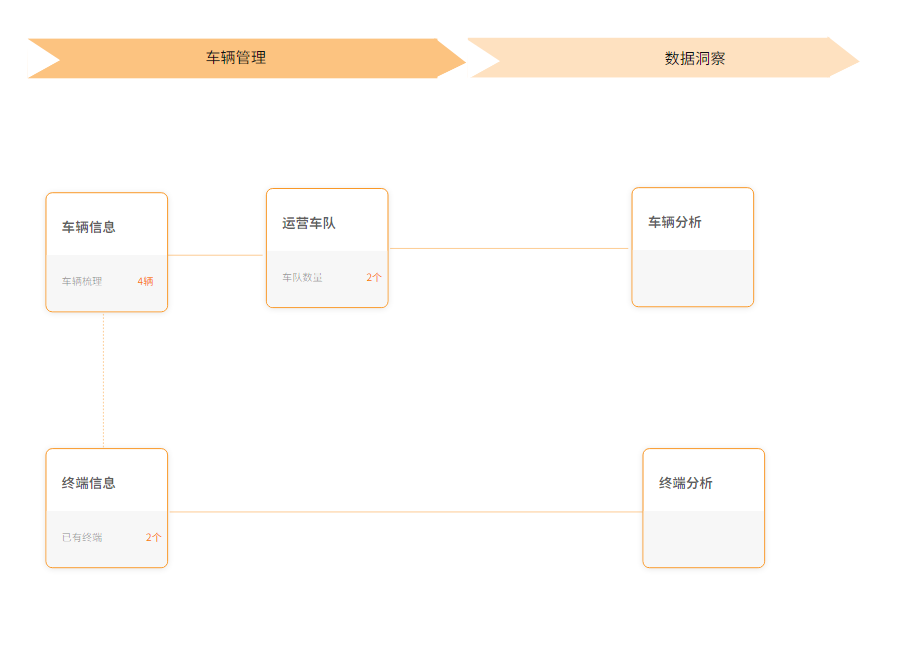 车辆管理
数据洞察
车辆信息
车辆梳理 4辆
运营车队
车队数量 2个
车辆分析
终端信息
已有终端 2个
终端分析